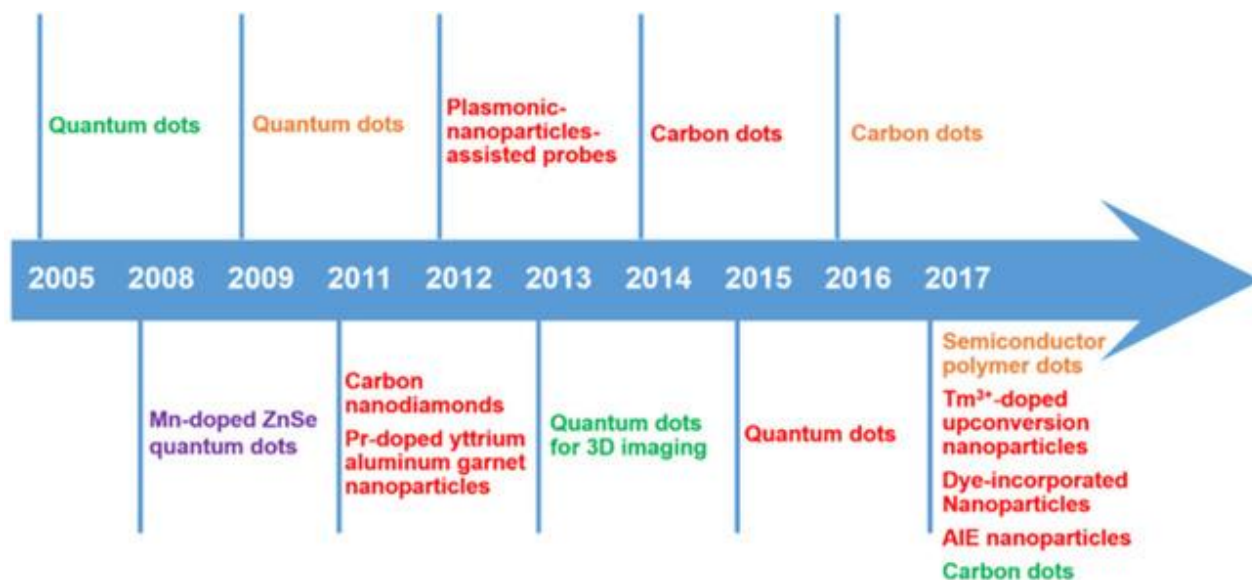 Quantum dots
Quantum dots
Plasmonic-
nanoparticles-
assisted probes
Carbon dots
Carbon dots
2005 2008 2009 2011 2012 2013 2014 2015 2016 2017
Mn-doped ZnSe
quantum dots
Carbon
nanodiamonds
Pr-doped yttrium
aluminum garnet
nanoparticles
Quantum dots
for 3D imaging
Quantum dots
Semiconductor
polymer dots
Tm³⁺-doped
upconversion
nanoparticles
Dye-incorporated
Nanoparticles
AIE nanoparticles
Carbon dots